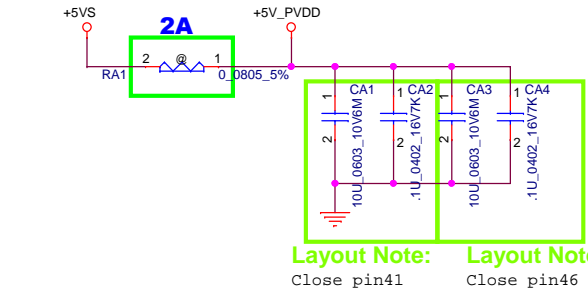 +5VS
2A
+5V_PVDD
2
@
1
RA1
0_0805_5%
1
CA1
1
CA2
1
CA3
1
CA4
2
2
2
2
10U_0603_10V6M
.1U_0402_16V7K
10U_0603_10V6M
.1U_0402_16V7K
Layout Note:
Layout Not
Close pin41
Close pin46